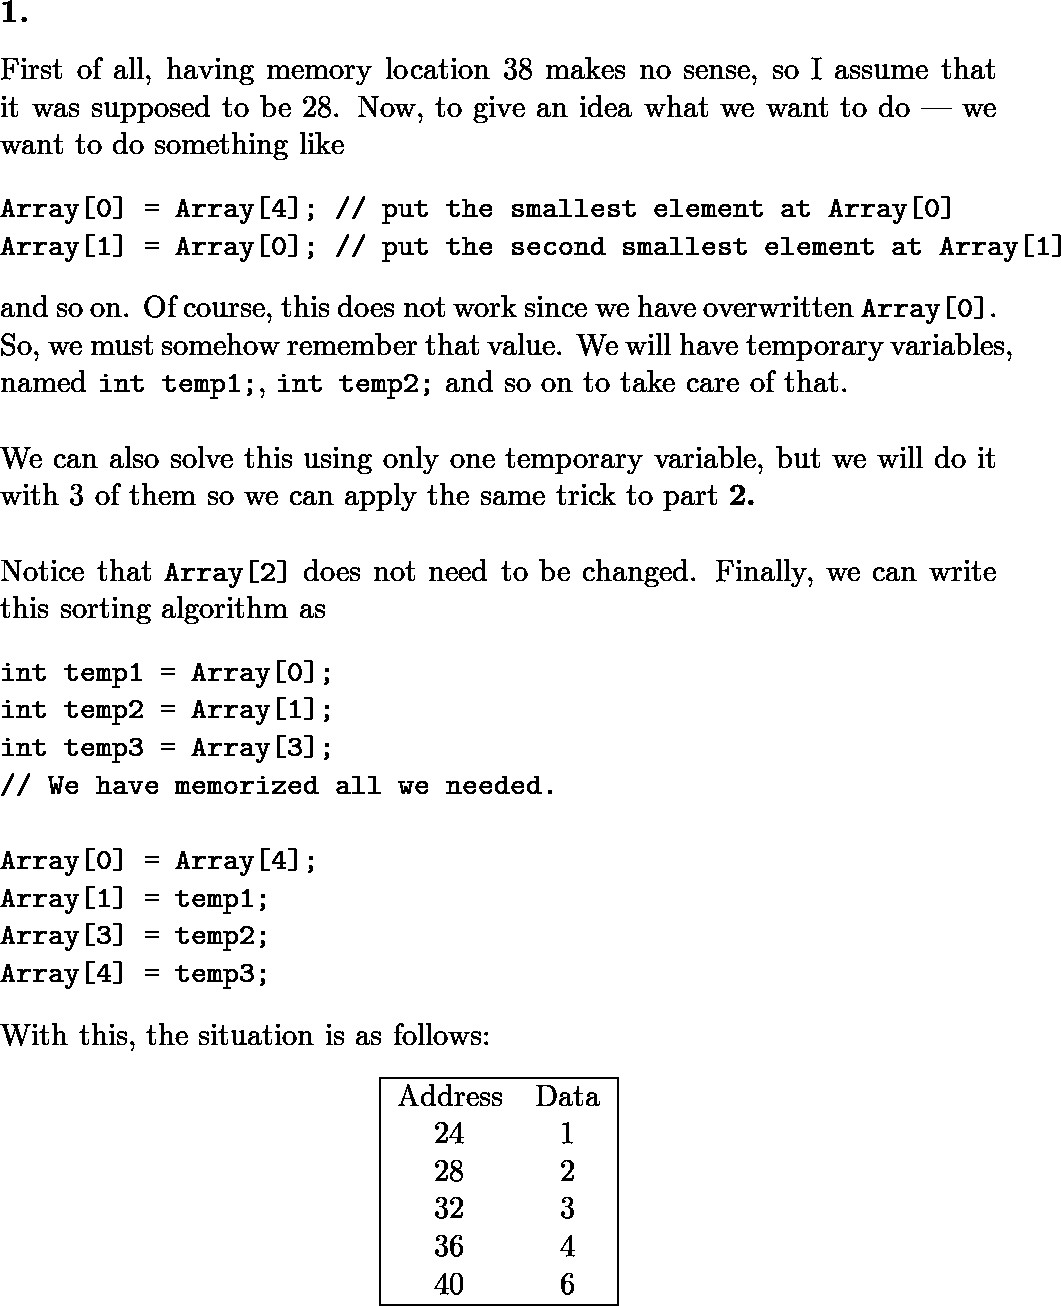 1.
First of all, having memory location 38 makes no sense, so I assume that
it was supposed to be 28. Now, to give an idea what we want to do — we
want to do something like
Array[0] = Array[4]; // put the smallest element at Array[0]
Array[1] = Array[0]; // put the second smallest element at Array[1]
and so on. Of course, this does not work since we have overwritten Array[0].
So, we must somehow remember that value. We will have temporary variables,
named int temp1;, int temp2; and so on to take care of that.
We can also solve this using only one temporary variable, but we will do it
with 3 of them so we can apply the same trick to part 2.
Notice that Array[2] does not need to be changed. Finally, we can write
this sorting algorithm as
int temp1 = Array[0];
int temp2 = Array[1];
int temp3 = Array[3];
// We have memorized all we needed.
Array[0] = Array[4];
Array[1] = temp1;
Array[3] = temp2;
Array[4] = temp3;
With this, the situation is as follows:
Address Data
24 1
28 2
32 3
36 4
40 6